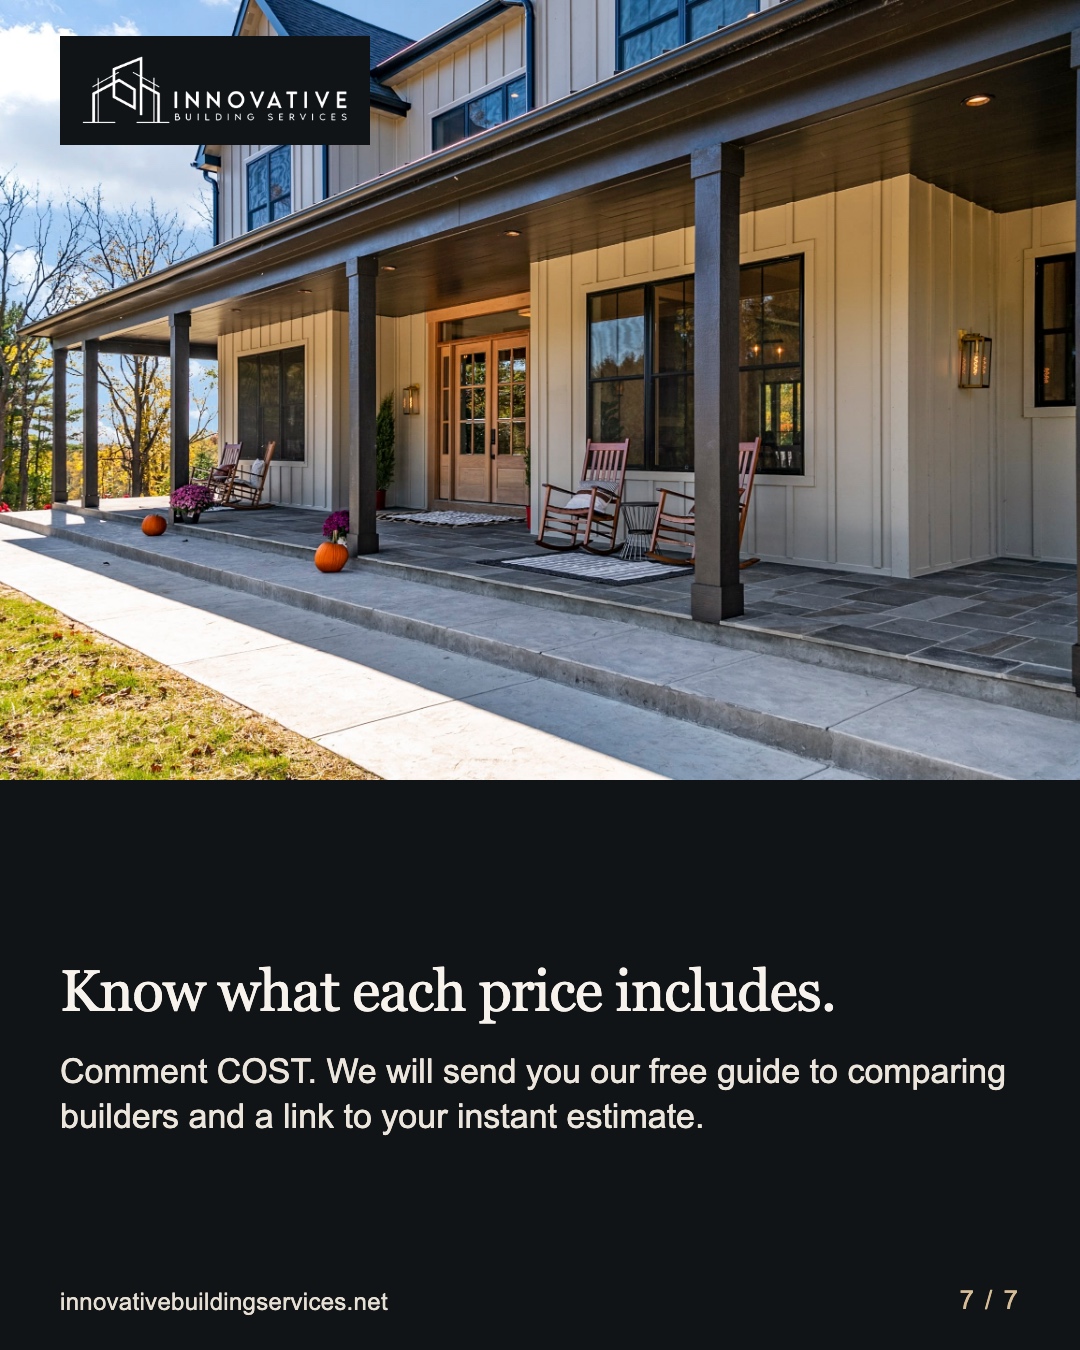 INNOVATIVE
BUILDING SERVICES
Know what each price includes.
Comment COST. We will send you our free guide to comparing
builders and a link to your instant estimate.
innovativebuildingservices.net
7 / 7